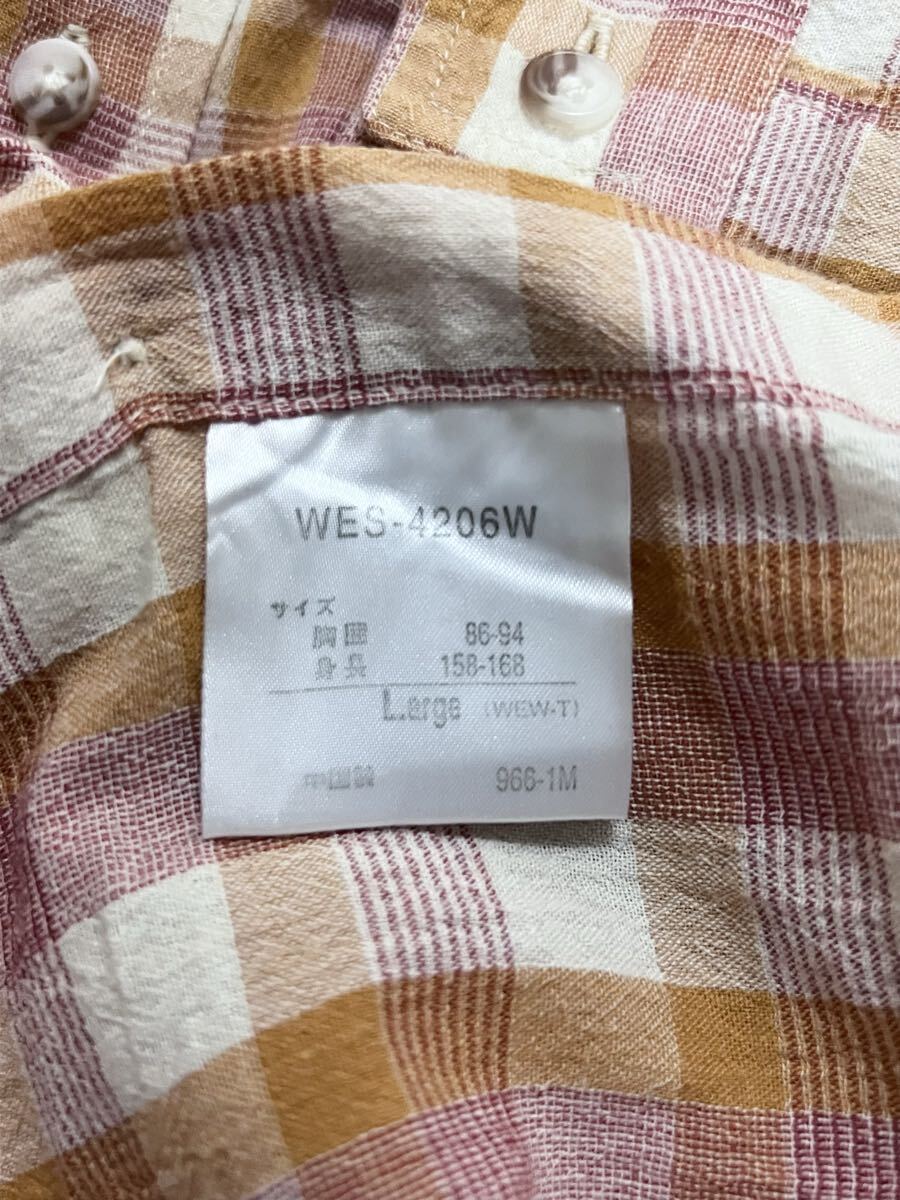 WES-4206W
サイズ
胸囲 86-94
身長 158-168
Large (WEW-T)
中国製 966-1M